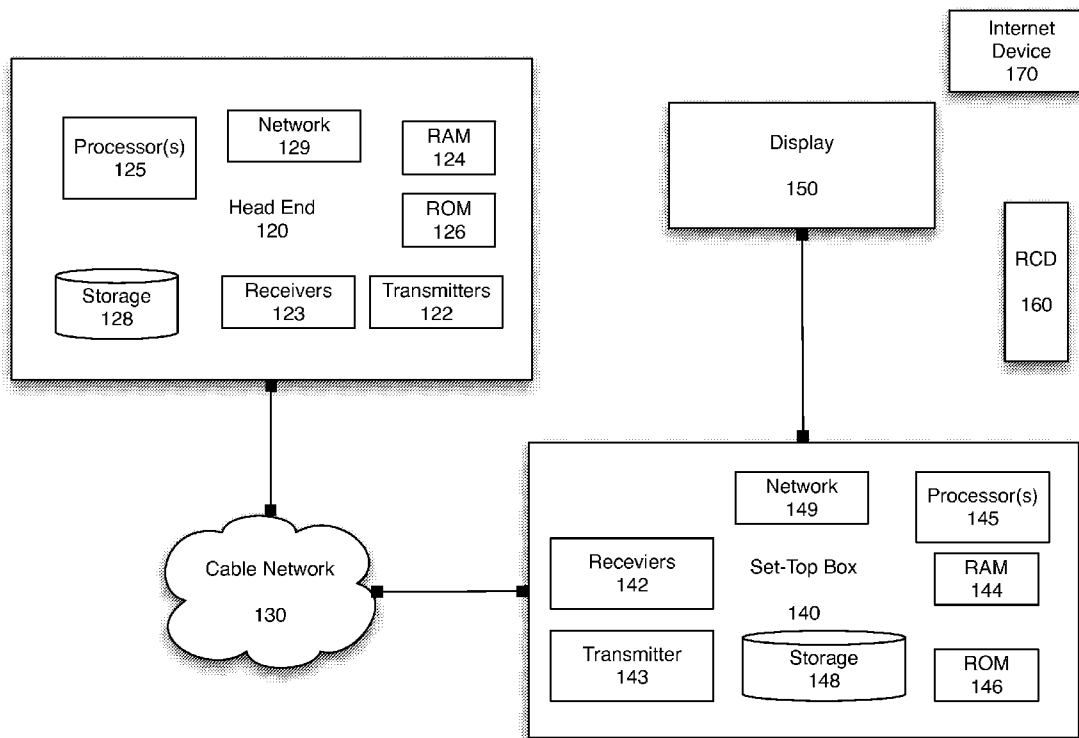 Internet
Device
170
Processor(s)
125
Network
129
RAM
124
Head End
120
ROM
126
Storage
128
Receivers
123
Transmitters
122
Display
150
RCD
160
Cable Network
130
Network
149
Processor(s)
145
Receviers
142
Set-Top Box
140
RAM
144
Transmitter
143
Storage
148
ROM
146